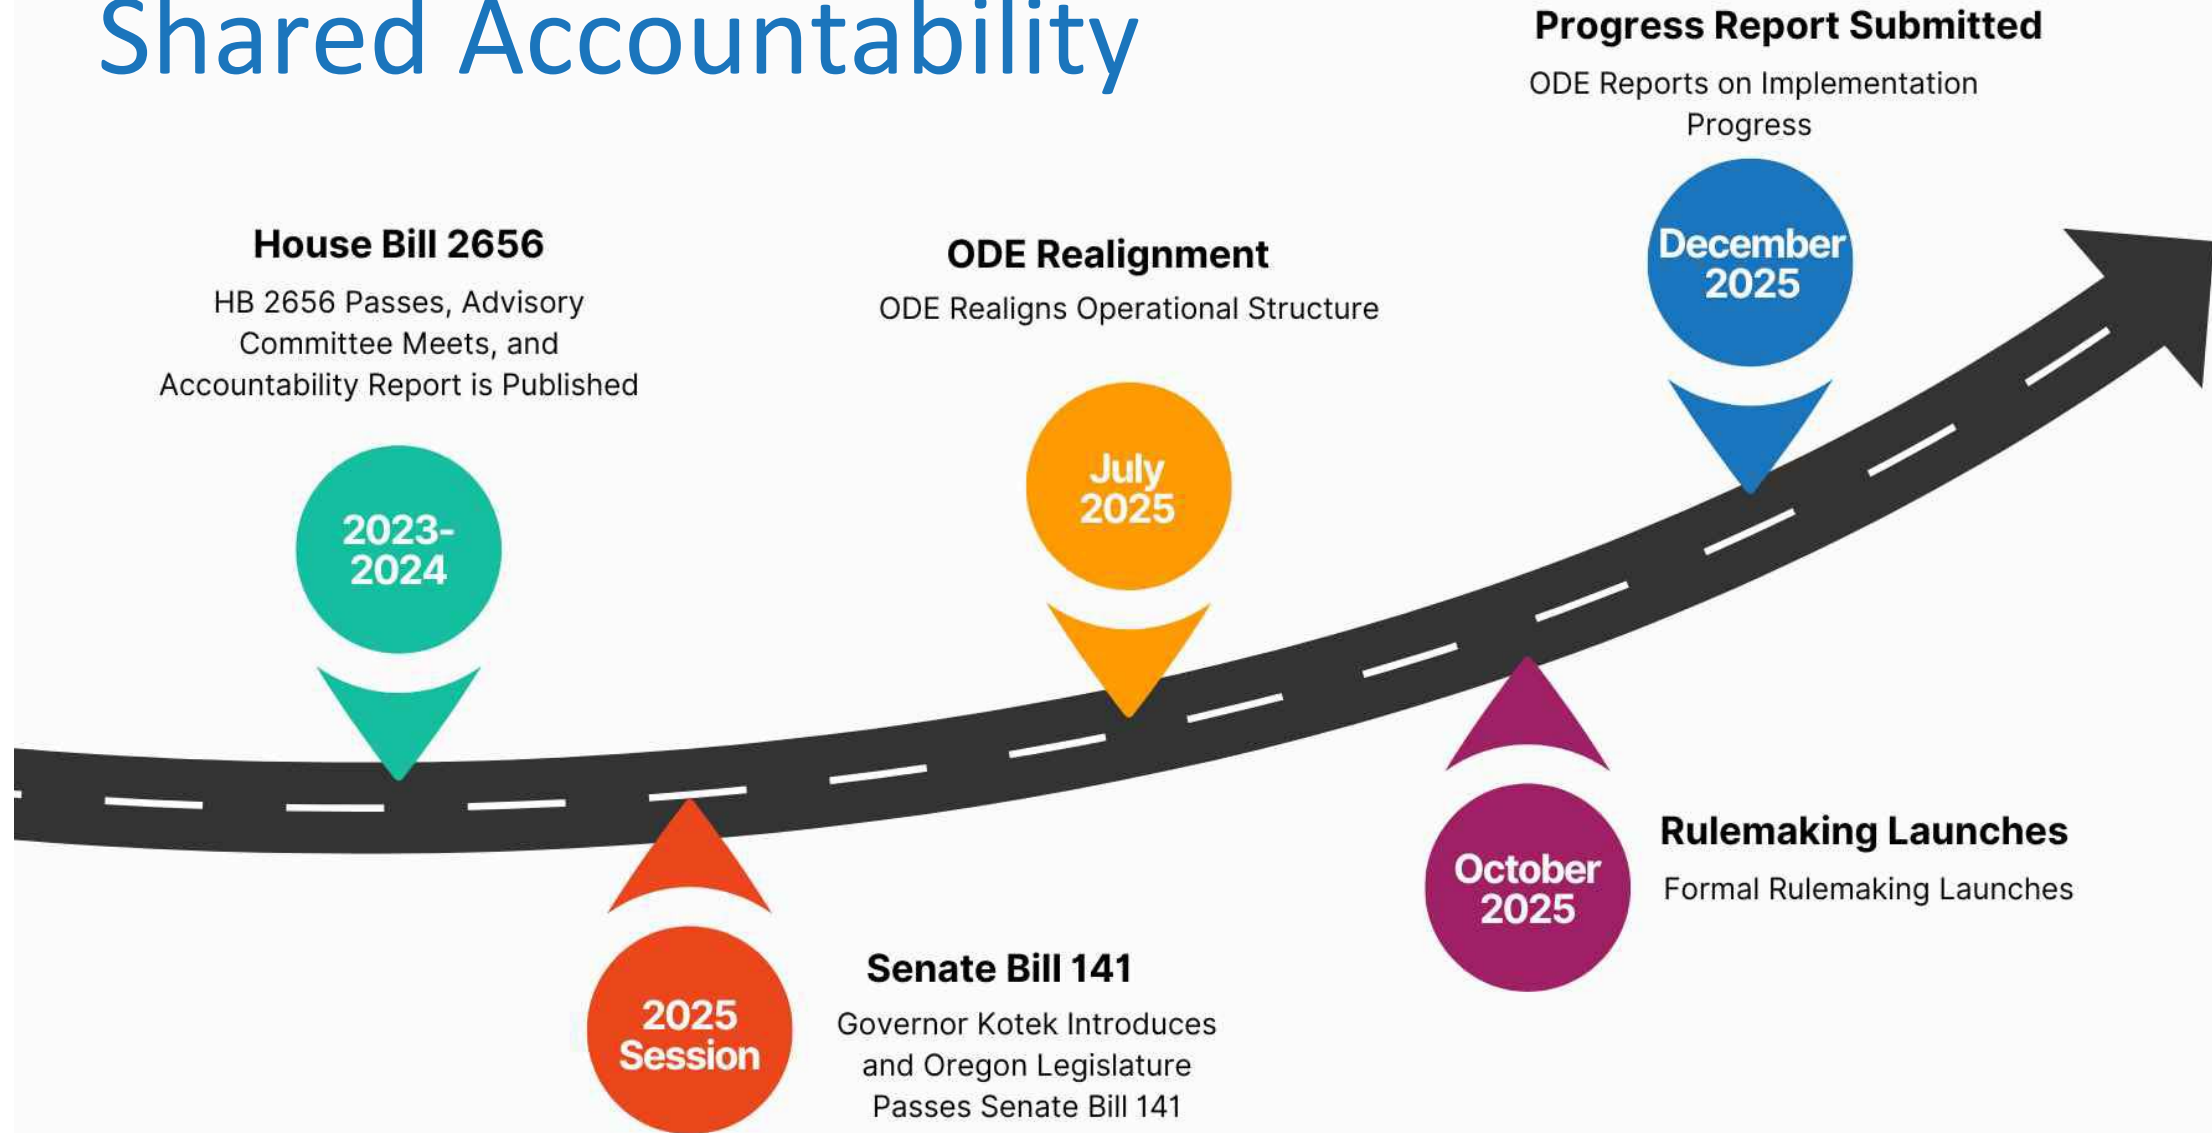 Shared Accountability
House Bill 2656
HB 2656 Passes, Advisory
Committee Meets, and
Accountability Report is Published
2023-
2024
2025
Session
Senate Bill 141
Governor Kotek Introduces
and Oregon Legislature
Passes Senate Bill 141
ODE Realignment
ODE Realigns Operational Structure
July
2025
October
2025
Rulemaking Launches
Formal Rulemaking Launches
Progress Report Submitted
ODE Reports on Implementation
Progress
December
2025